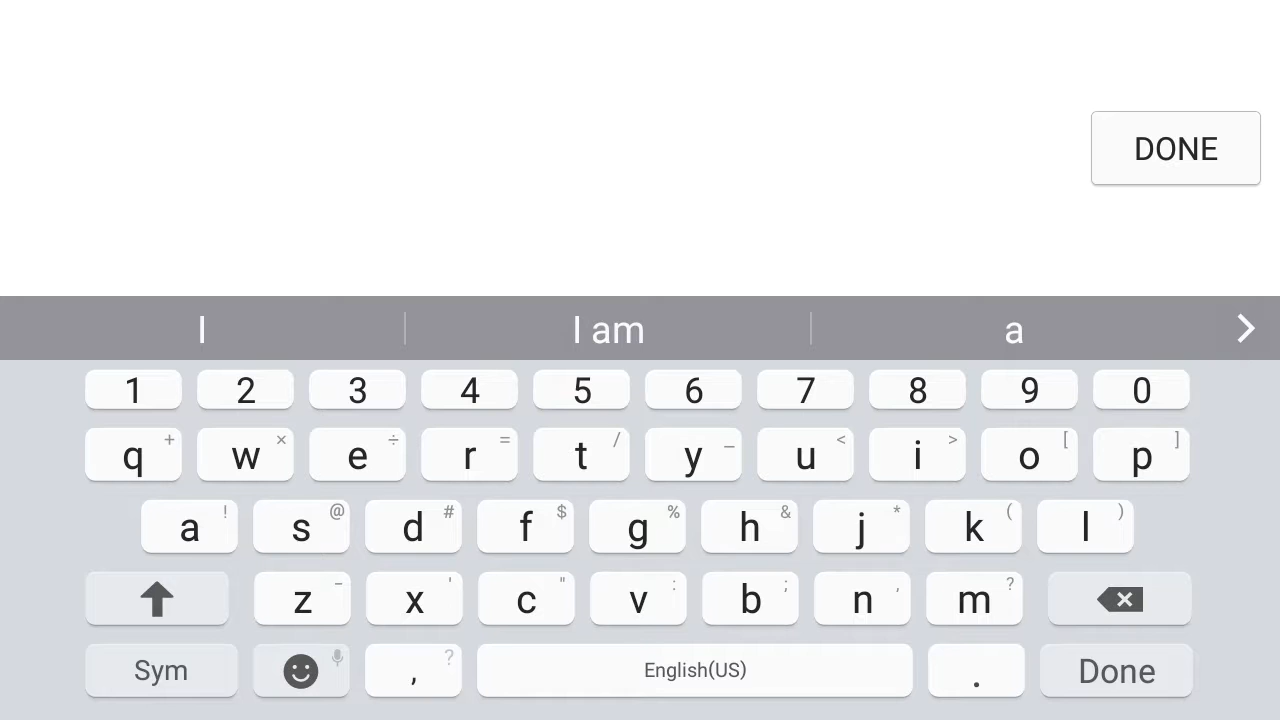 DONE
I I am a
1 2 3 4 5 6 7 8 9 0
q + w × e ÷ r = t / y _ u < i > o [ p ]
a ! s @ d # f $ g % h & j * k ( l )
z - x ' c " v : b ; n , m ?
Sym , ? English(US) . Done